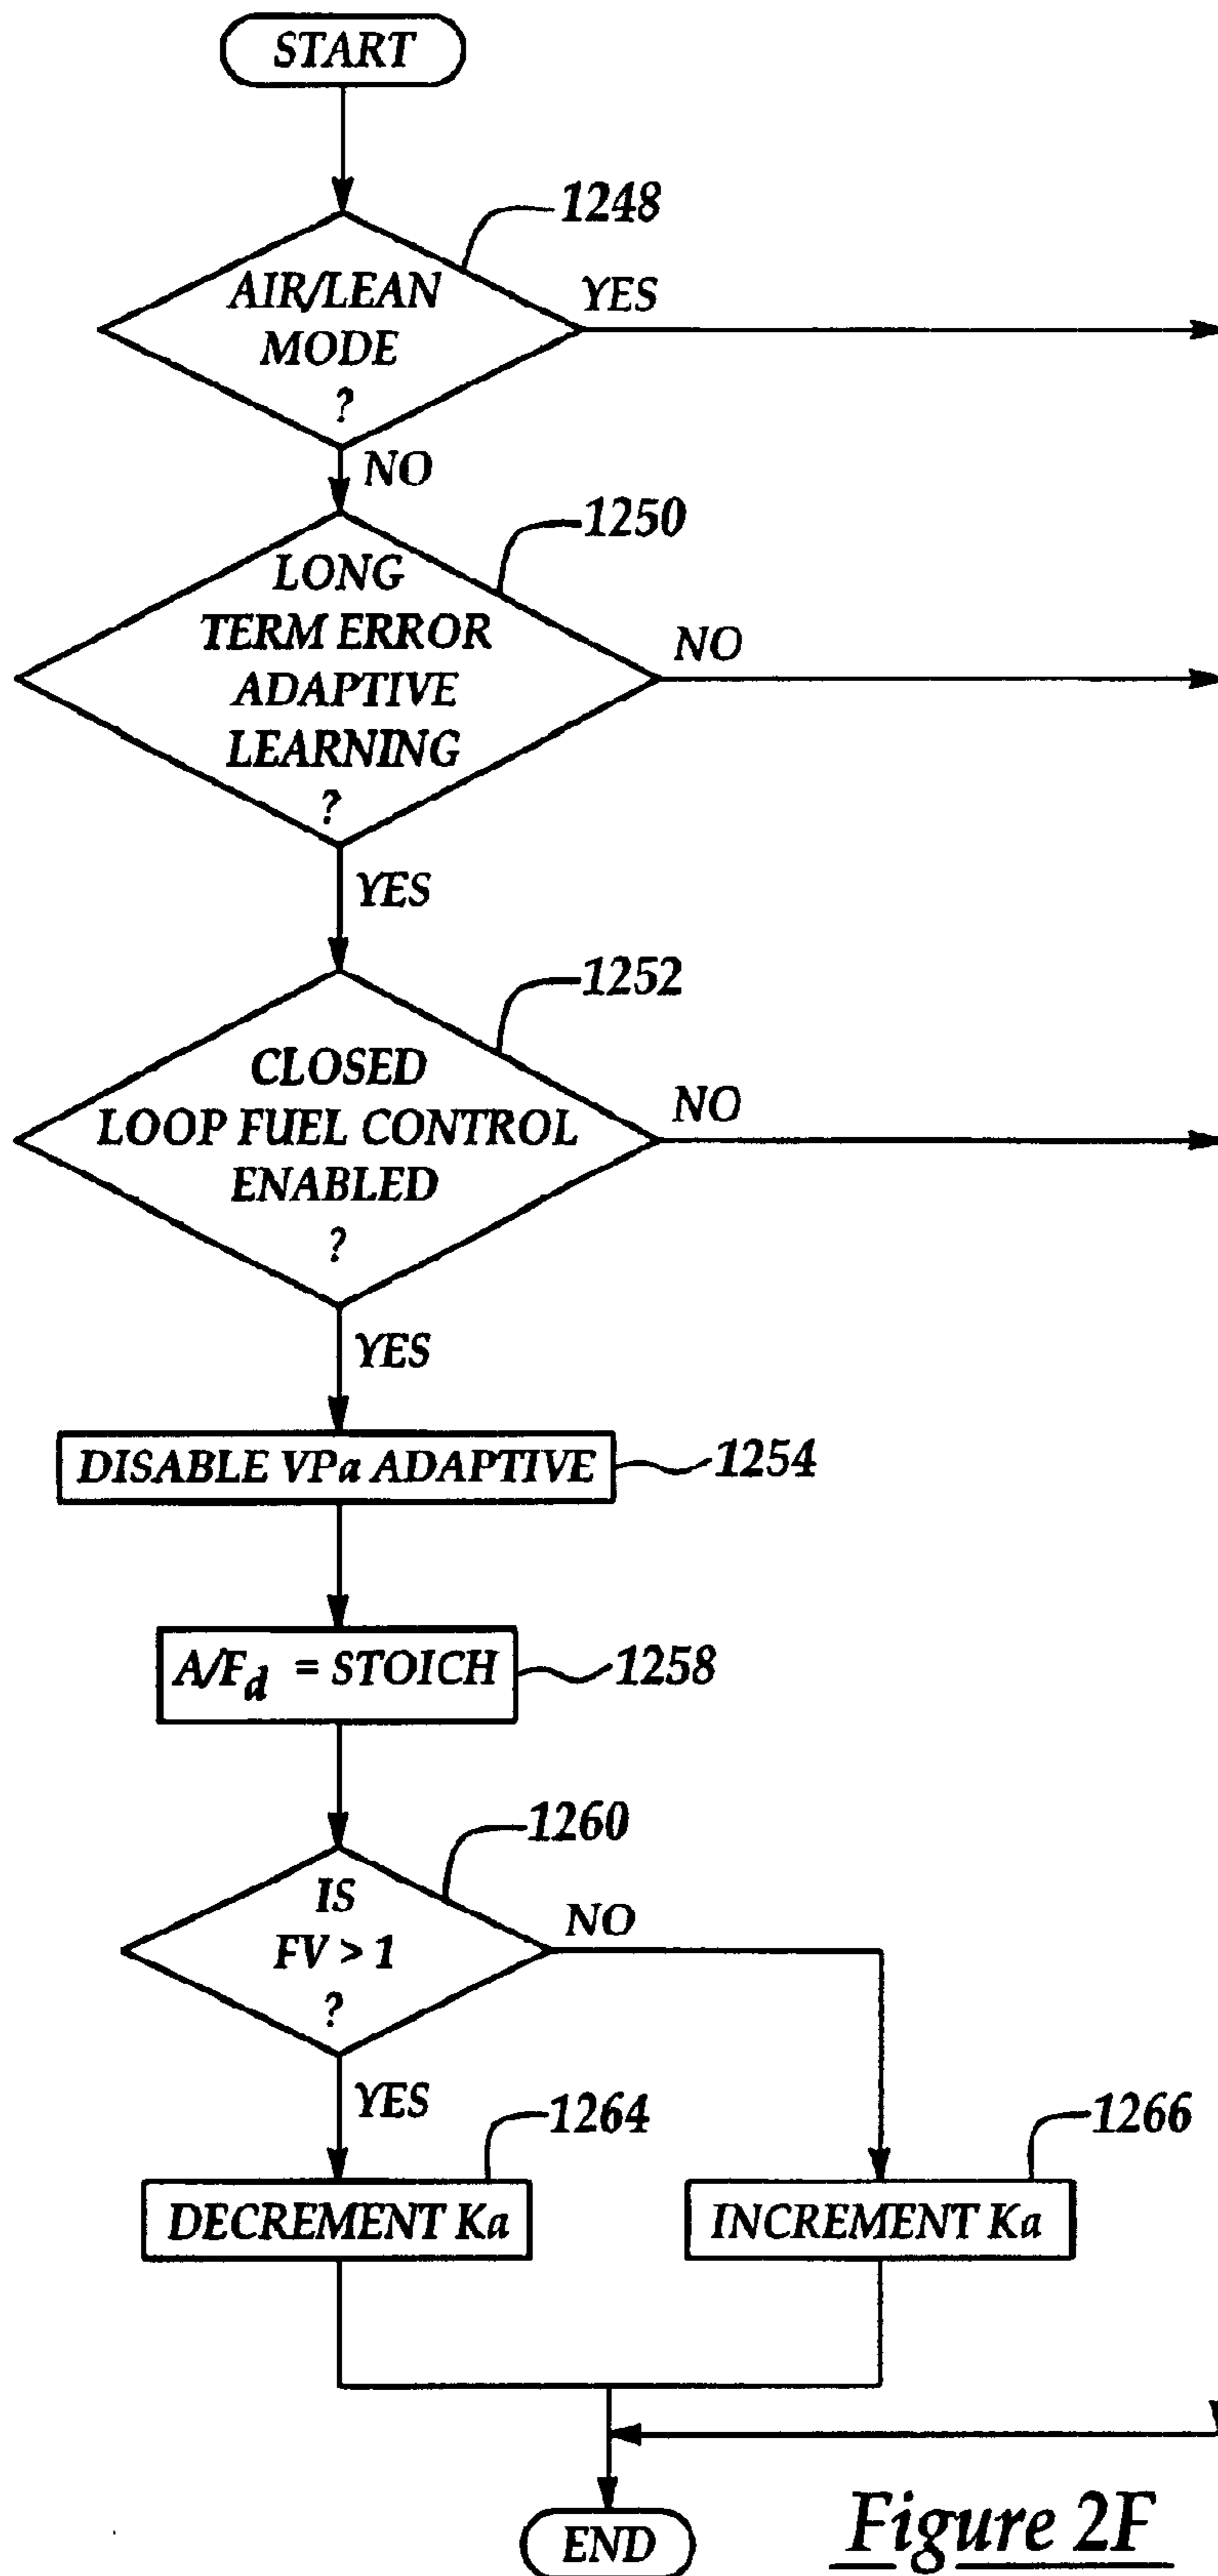 START
1248
AIR/LEAN
MODE
?
YES
NO
1250
LONG
TERM ERROR
ADAPTIVE
LEARNING
?
NO
YES
1252
CLOSED
LOOP FUEL CONTROL
ENABLED
?
NO
YES
DISABLE VPa ADAPTIVE
1254
A/Fd = STOICH
1258
1260
IS
FV > 1
?
NO
YES
1264
1266
DECREMENT Ka
INCREMENT Ka
END
Figure 2F